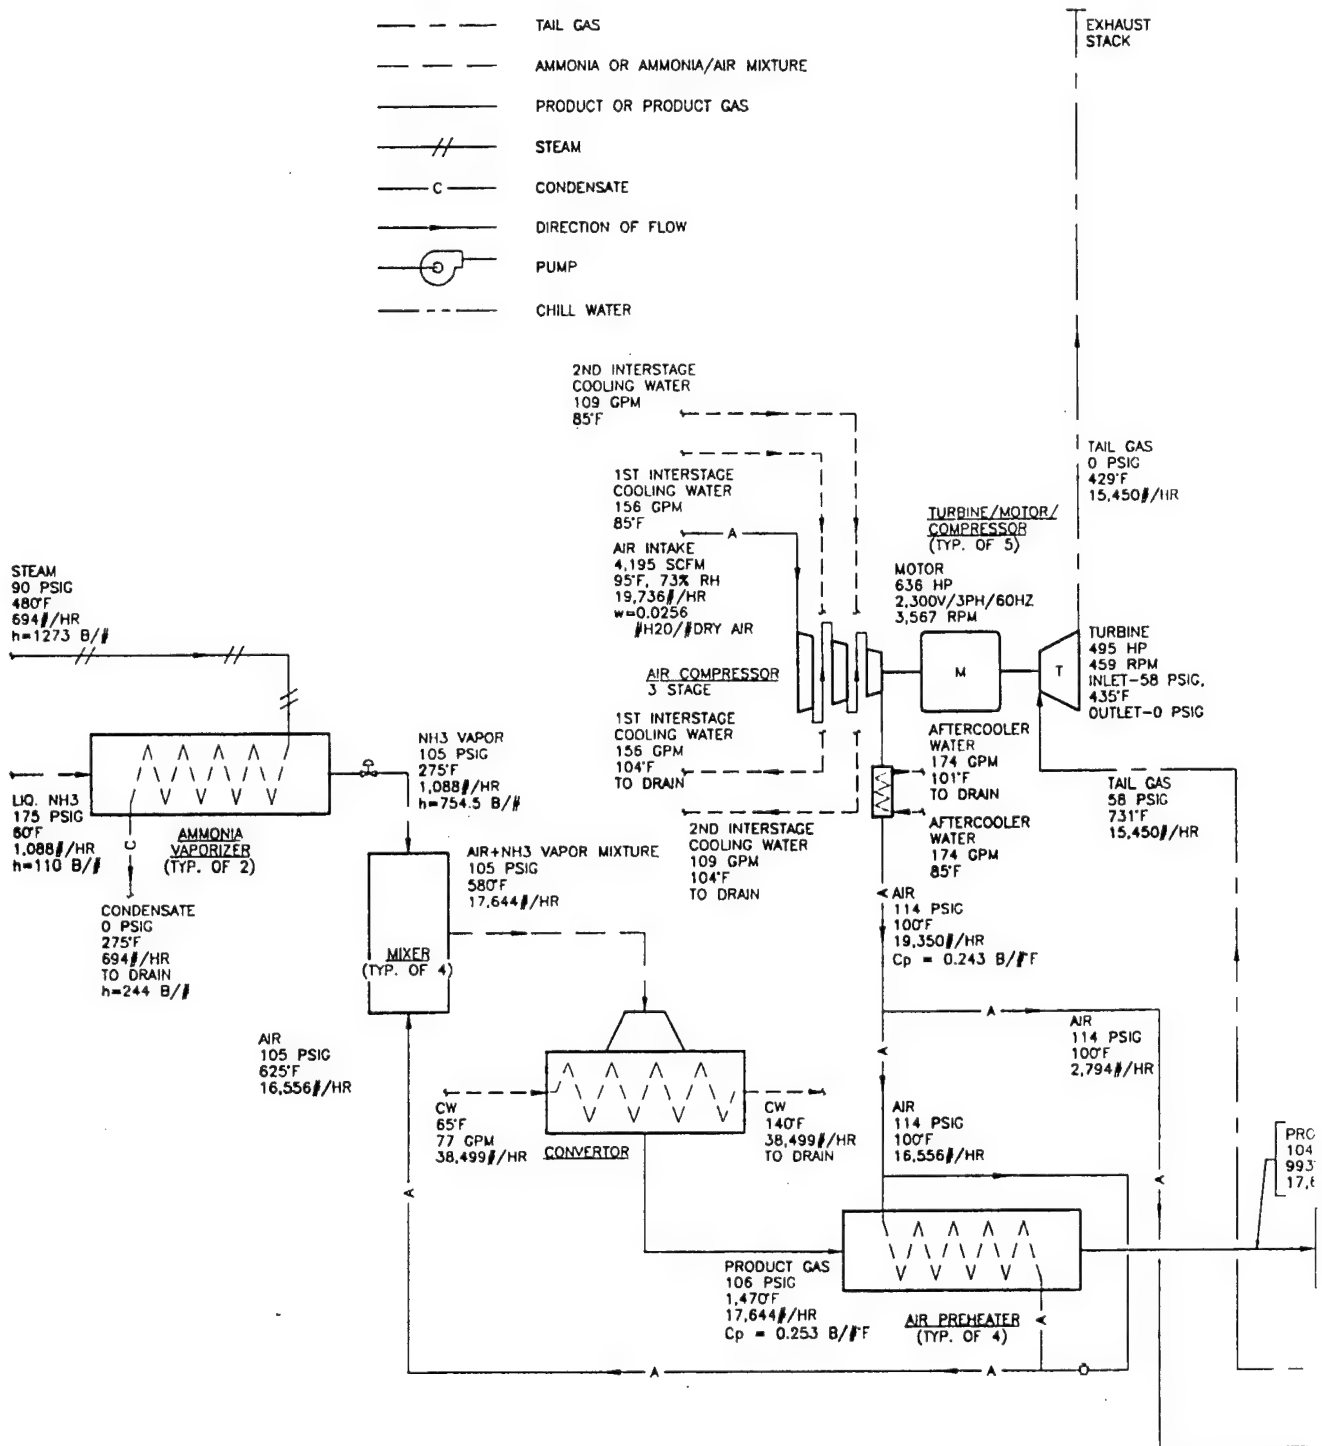 TAIL GAS
AMMONIA OR AMMONIA/AIR MIXTURE
PRODUCT OR PRODUCT GAS
STEAM
C
CONDENSATE
DIRECTION OF FLOW
PUMP
CHILL WATER
EXHAUST
STACK
2ND INTERSTAGE
COOLING WATER
109 GPM
85°F
1ST INTERSTAGE
COOLING WATER
156 GPM
85°F
A
AIR INTAKE
4,195 SCFM
95°F, 73% RH
19,736#/HR
w=0.0256
#H20/#DRY AIR
AIR COMPRESSOR
3 STAGE
TURBINE/MOTOR/
COMPRESSOR
(TYP. OF 5)
MOTOR
636 HP
2,300V/3PH/60HZ
3,567 RPM
M
T
TAIL GAS
0 PSIG
429°F
15,450#/HR
TURBINE
495 HP
459 RPM
INLET-58 PSIG,
435°F
OUTLET-0 PSIG
STEAM
90 PSIG
480°F
694#/HR
h=1273 B/#
LIQ. NH3
175 PSIG
60°F
1,088#/HR
h=110 B/#
C
AMMONIA
VAPORIZER
(TYP. OF 2)
CONDENSATE
0 PSIG
275°F
694#/HR
TO DRAIN
h=244 B/#
NH3 VAPOR
105 PSIG
275°F
1,088#/HR
h=754.5 B/#
1ST INTERSTAGE
COOLING WATER
156 GPM
104°F
TO DRAIN
2ND INTERSTAGE
COOLING WATER
109 GPM
104°F
TO DRAIN
AFTERCOOLER
WATER
174 GPM
101°F
TO DRAIN
AFTERCOOLER
WATER
174 GPM
85°F
TAIL GAS
58 PSIG
731°F
15,450#/HR
AIR+NH3 VAPOR MIXTURE
105 PSIG
580°F
17,644#/HR
MIXER
(TYP. OF 4)
A
AIR
114 PSIG
100°F
19,350#/HR
Cp = 0.243 B/#°F
A
AIR
114 PSIG
100°F
2,794#/HR
AIR
105 PSIG
625°F
16,556#/HR
CW
65°F
77 GPM
38,499#/HR
CONVERTOR
CW
140°F
38,499#/HR
TO DRAIN
A
AIR
114 PSIG
100°F
16,556#/HR
A
A
PRODUCT GAS
106 PSIG
1,470°F
17,644#/HR
Cp = 0.253 B/#°F
AIR PREHEATER
(TYP. OF 4)
A
A
A
PRO
104
993
17,6